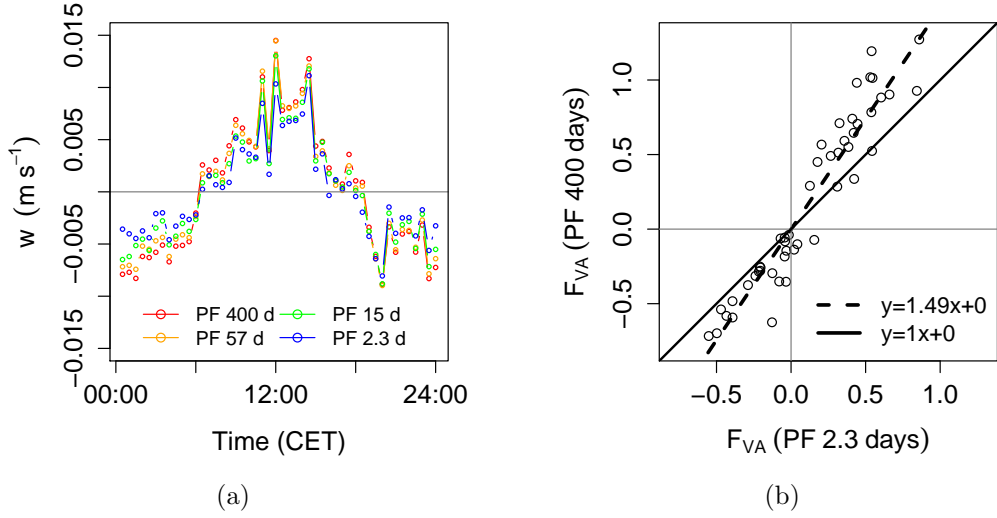 w (m s⁻¹)
0.015
0.005
−0.005
−0.015
PF 400 d
PF 57 d
PF 15 d
PF 2.3 d
00:00 12:00 24:00
Time (CET)
(a)
F_VA (PF 400 days)
1.0
0.5
0.0
−0.5
y=1.49x+0
y=1x+0
−0.5 0.0 0.5 1.0
F_VA (PF 2.3 days)
(b)